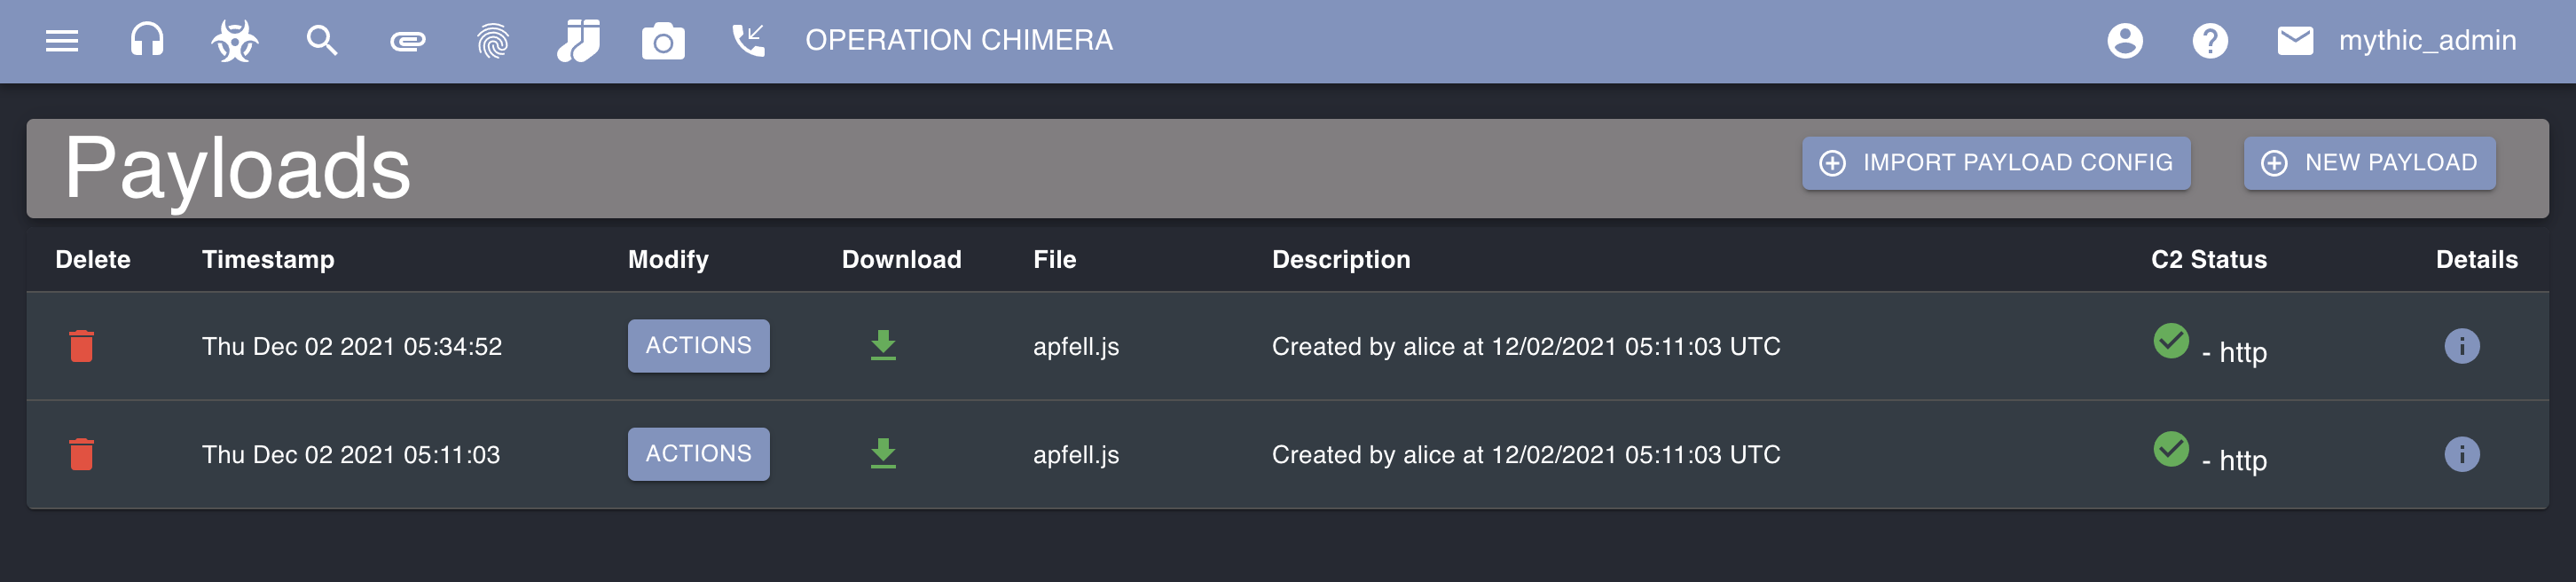 OPERATION CHIMERA mythic_admin
Payloads IMPORT PAYLOAD CONFIG NEW PAYLOAD
Delete Timestamp Modify Download File Description C2 Status Details
Thu Dec 02 2021 05:34:52 ACTIONS apfell.js Created by alice at 12/02/2021 05:11:03 UTC - http
Thu Dec 02 2021 05:11:03 ACTIONS apfell.js Created by alice at 12/02/2021 05:11:03 UTC - http